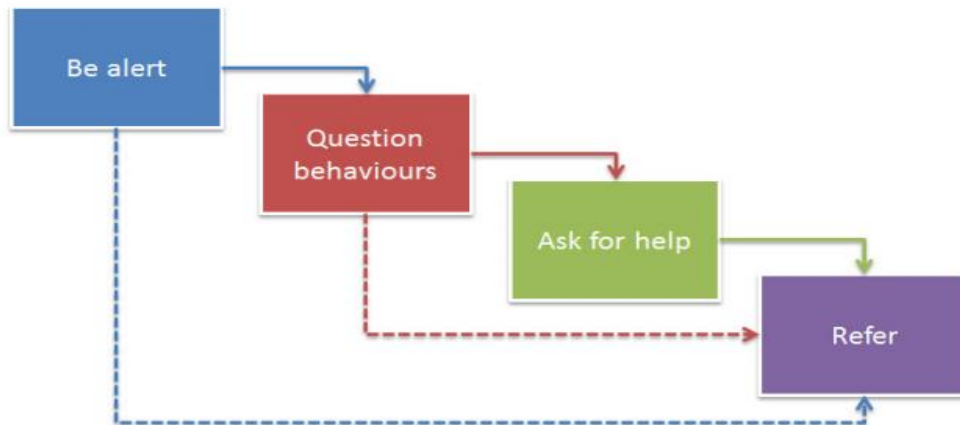 Be alert
Question
behaviours
Ask for help
Refer